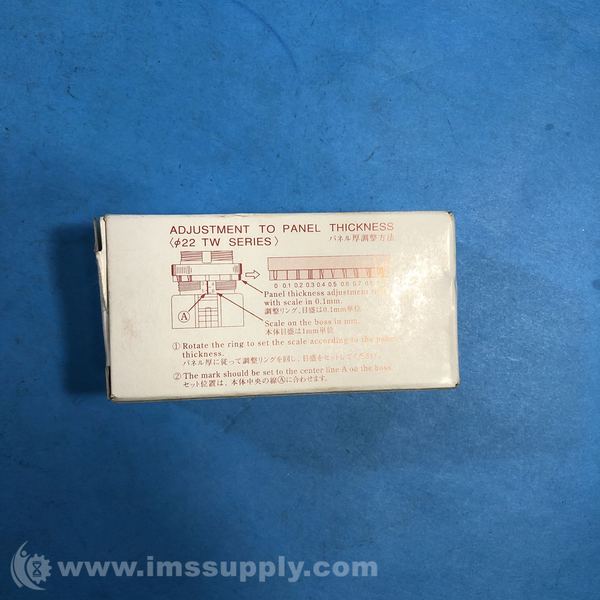 ADJUSTMENT TO PANEL THICKNESS
〈φ22 TW SERIES〉 パネル厚調整方法
0 0.1 0.2 0.3 0.4 0.5 0.6 0.7 0.8
Panel thickness adjustment
with scale in 0.1mm.
調整リング、目盛は0.1mm単位
Ⓐ
Scale on the boss in mm.
本体目盛は1mm単位
① Rotate the ring to set the scale according to the panel
thickness.
パネル厚に従って調整リングを回し、目盛をセットしてください。
② The mark should be set to the center line A on the boss.
セット位置は、本体中央の線Ⓐに合わせます。
www.imssupply.com